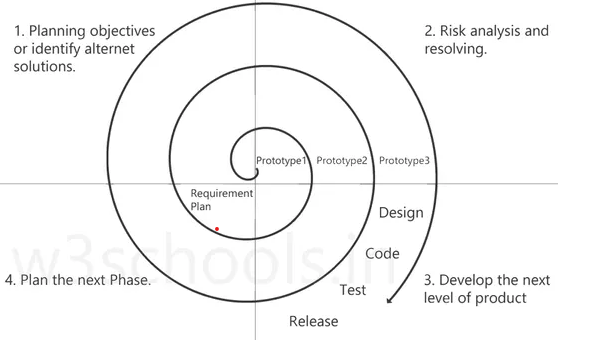 1. Planning objectives
or identify alternet
solutions.
2. Risk analysis and
resolving.
Prototype1
Prototype2
Prototype3
Requirement
Plan
Design
Code
Test
Release
4. Plan the next Phase.
3. Develop the next
level of product
w3schools.in